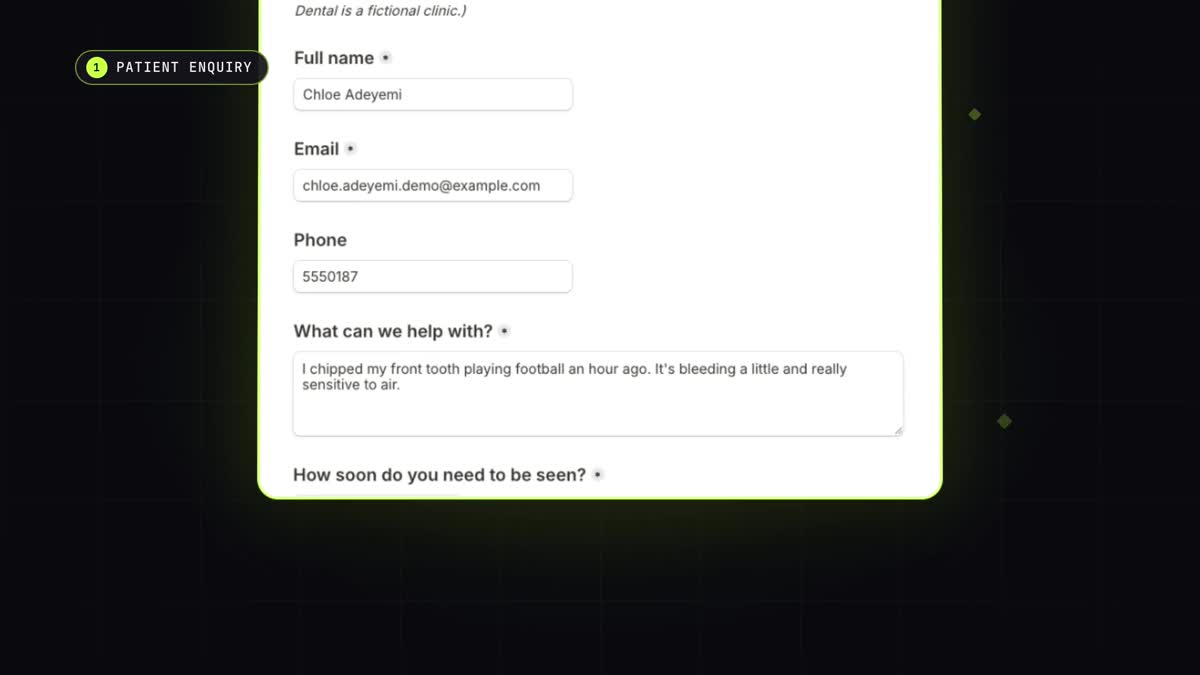 Dental is a fictional clinic.)
1 PATIENT ENQUIRY
Full name *
Chloe Adeyemi
Email *
chloe.adeyemi.demo@example.com
Phone
5550187
What can we help with? *
I chipped my front tooth playing football an hour ago. It's bleeding a little and really
sensitive to air.
How soon do you need to be seen? *